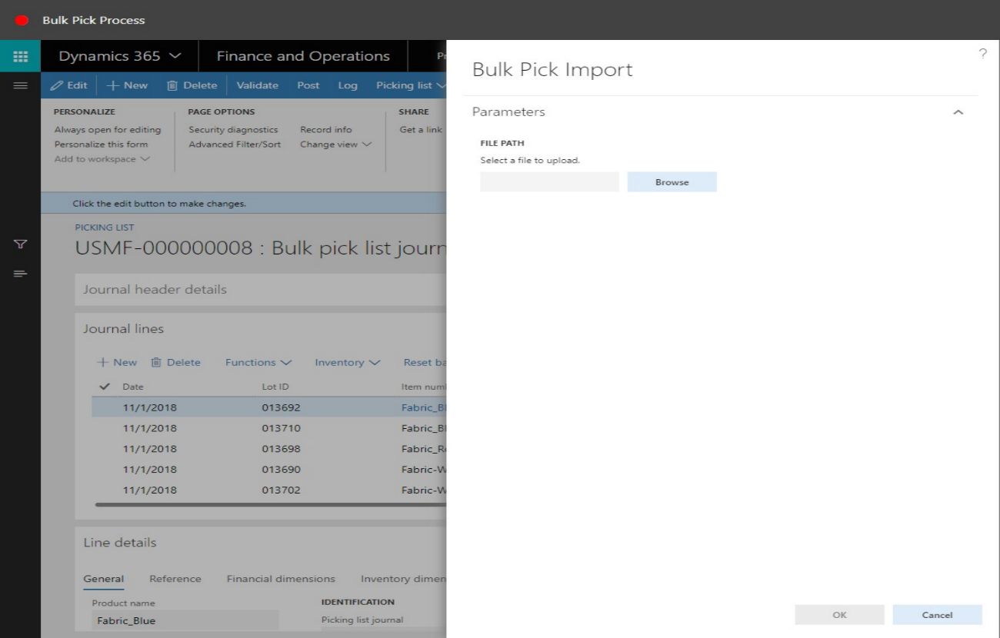 Bulk Pick Process
Dynamics 365
Finance and Operations
Edit
New
Delete
Validate
Post
Log
Picking list
PERSONALIZE
Always open for editing
Personalize this form
Add to workspace
PAGE OPTIONS
Security diagnostics
Advanced Filter/Sort
Record info
Change view
SHARE
Get a link
Click the edit button to make changes.
PICKING LIST
USMF-000000008 : Bulk pick list journ
Journal header details
Journal lines
New
Delete
Functions
Inventory
Reset ba
Date Lot ID Item num
11/1/2018 013692 Fabric_Bl
11/1/2018 013710 Fabric_Bl
11/1/2018 013698 Fabric_Re
11/1/2018 013690 Fabric-W
11/1/2018 013702 Fabric-W
Line details
General
Reference
Financial dimensions
Inventory dimen
Product name
Fabric_Blue
IDENTIFICATION
Picking list journal
?
Bulk Pick Import
Parameters
FILE PATH
Select a file to upload.
Browse
OK
Cancel